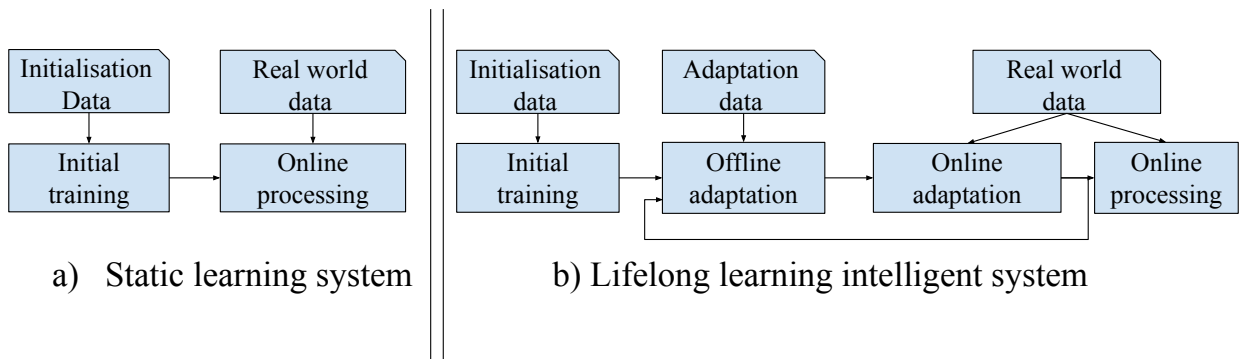 Initialisation
Data
Real world
data
Initial
training
Online
processing
a) Static learning system
Initialisation
data
Adaptation
data
Real world
data
Initial
training
Offline
adaptation
Online
adaptation
Online
processing
b) Lifelong learning intelligent system